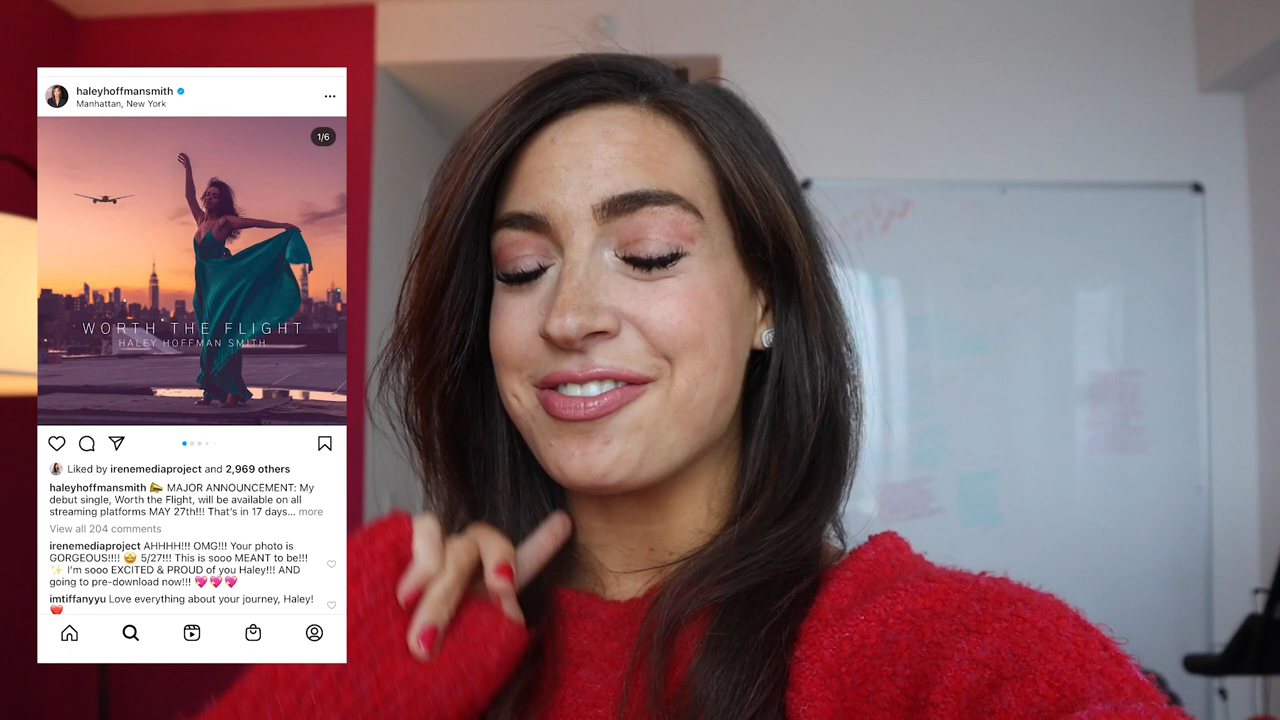 haleyhoffmansmith
Manhattan, New York
1/6
WORTH THE FLIGHT
HALEY HOFFMAN SMITH
Liked by irenemediaproject and 2,969 others
haleyhoffmansmith 📣 MAJOR ANNOUNCEMENT: My
debut single, Worth the Flight, will be available on all
streaming platforms MAY 27th!!! That's in 17 days... more
View all 204 comments
irenemediaproject AHHHH!!! OMG!!! Your photo is
GORGEOUS!!!! 🤩 5/27!!! This is sooo MEANT to be!!!
✨ I'm sooo EXCITED & PROUD of you Haley!!! AND
going to pre-download now!!! 💖💖💖
imtiffanyyu Love everything about your journey, Haley!
❤️